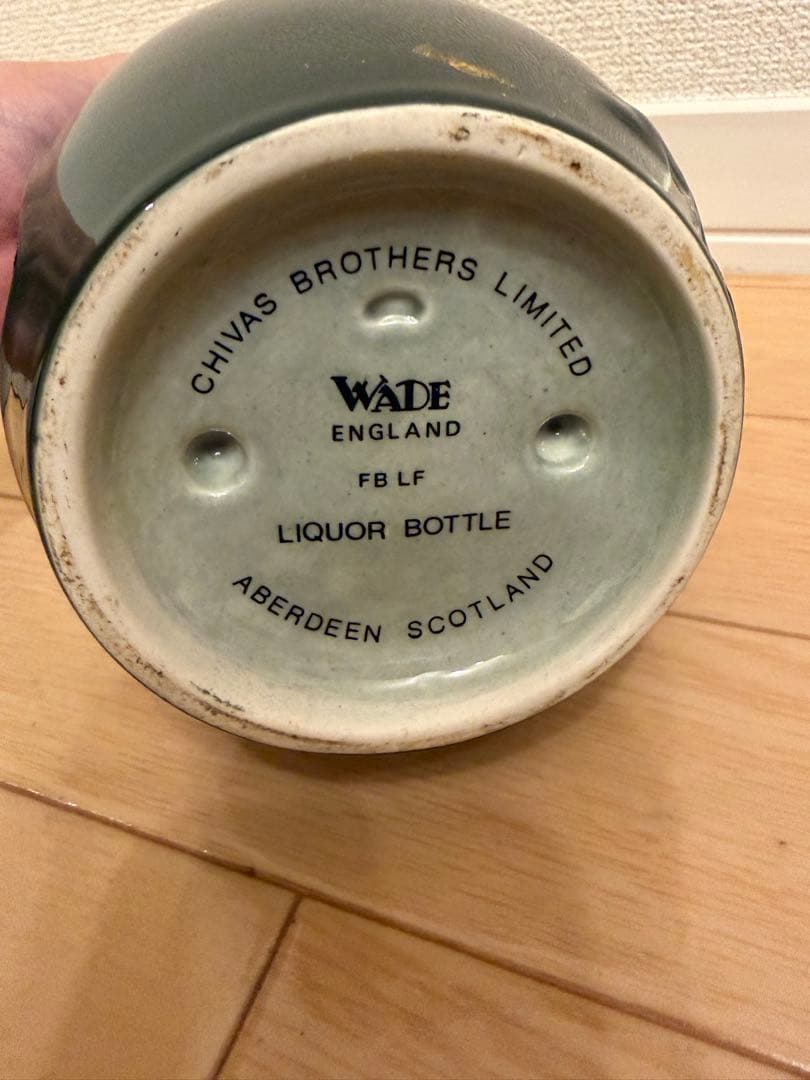 CHIVAS BROTHERS LIMITED
WADE
ENGLAND
FB LF
LIQUOR BOTTLE
ABERDEEN SCOTLAND